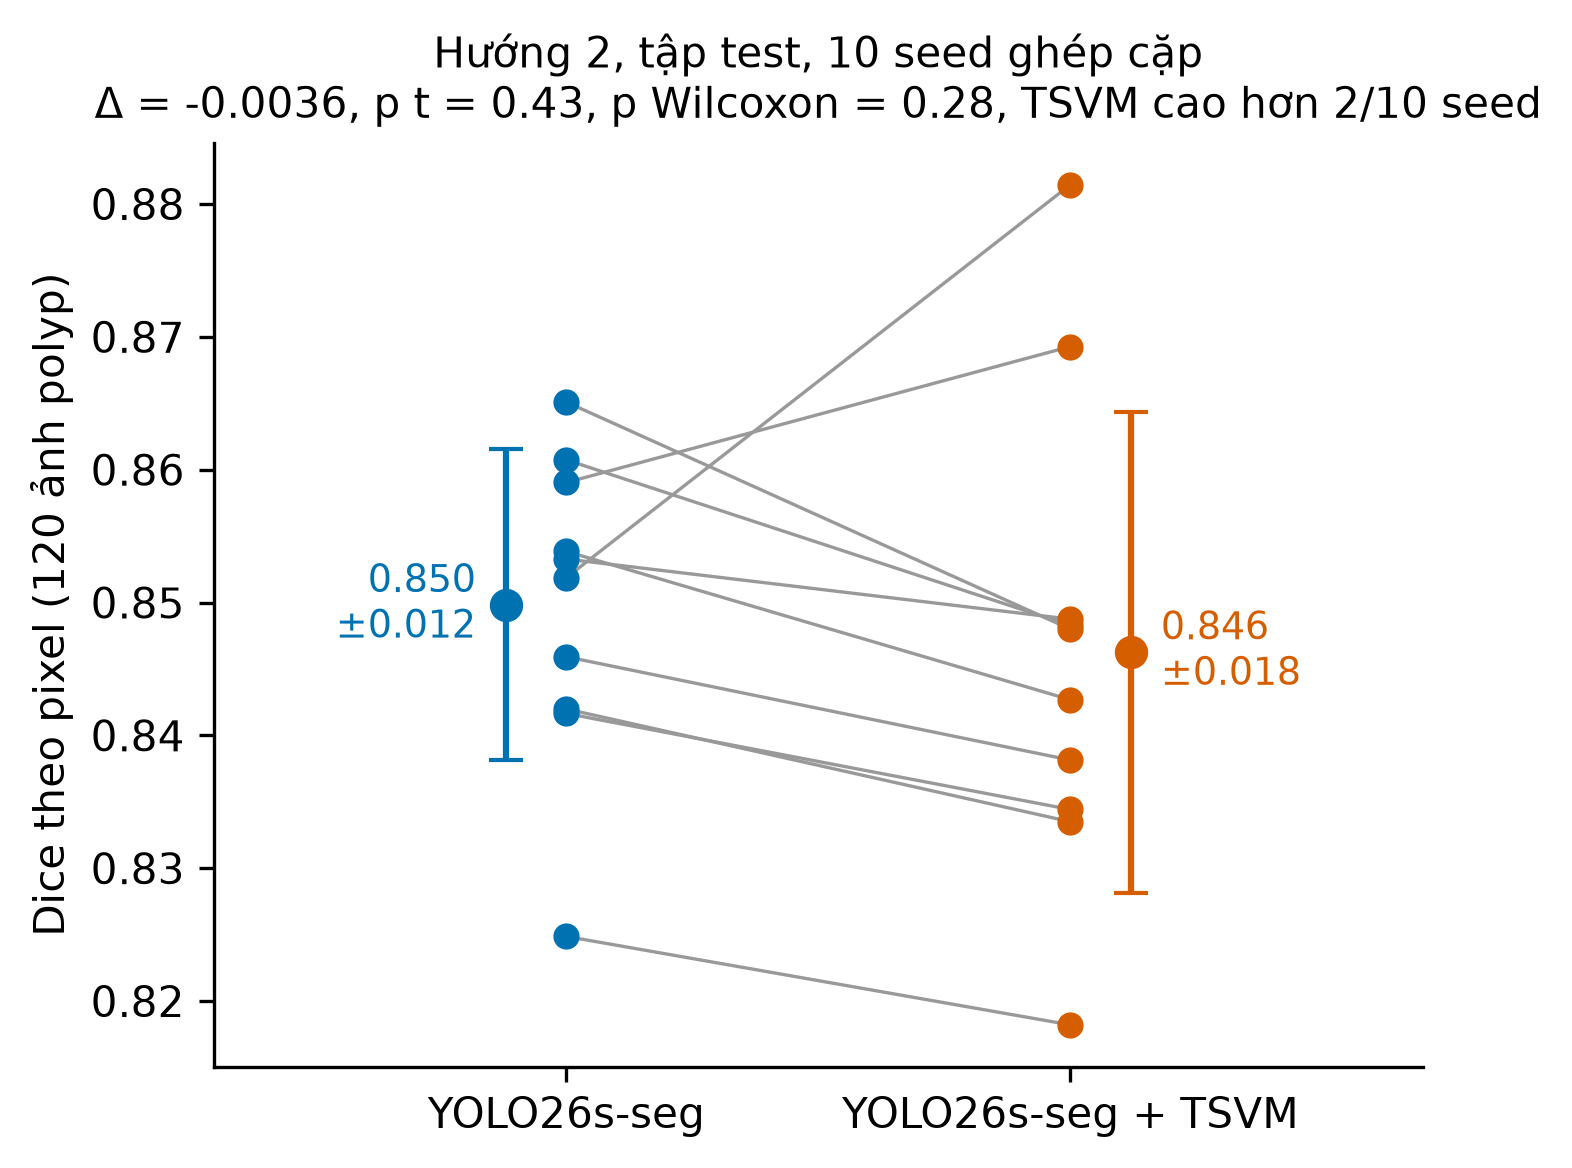 Hướng 2, tập test, 10 seed ghép cặp
Δ = -0.0036, p t = 0.43, p Wilcoxon = 0.28, TSVM cao hơn 2/10 seed
Dice theo pixel (120 ảnh polyp)
0.88
0.87
0.86
0.85
0.84
0.83
0.82
0.850
±0.012
0.846
±0.018
YOLO26s-seg
YOLO26s-seg + TSVM